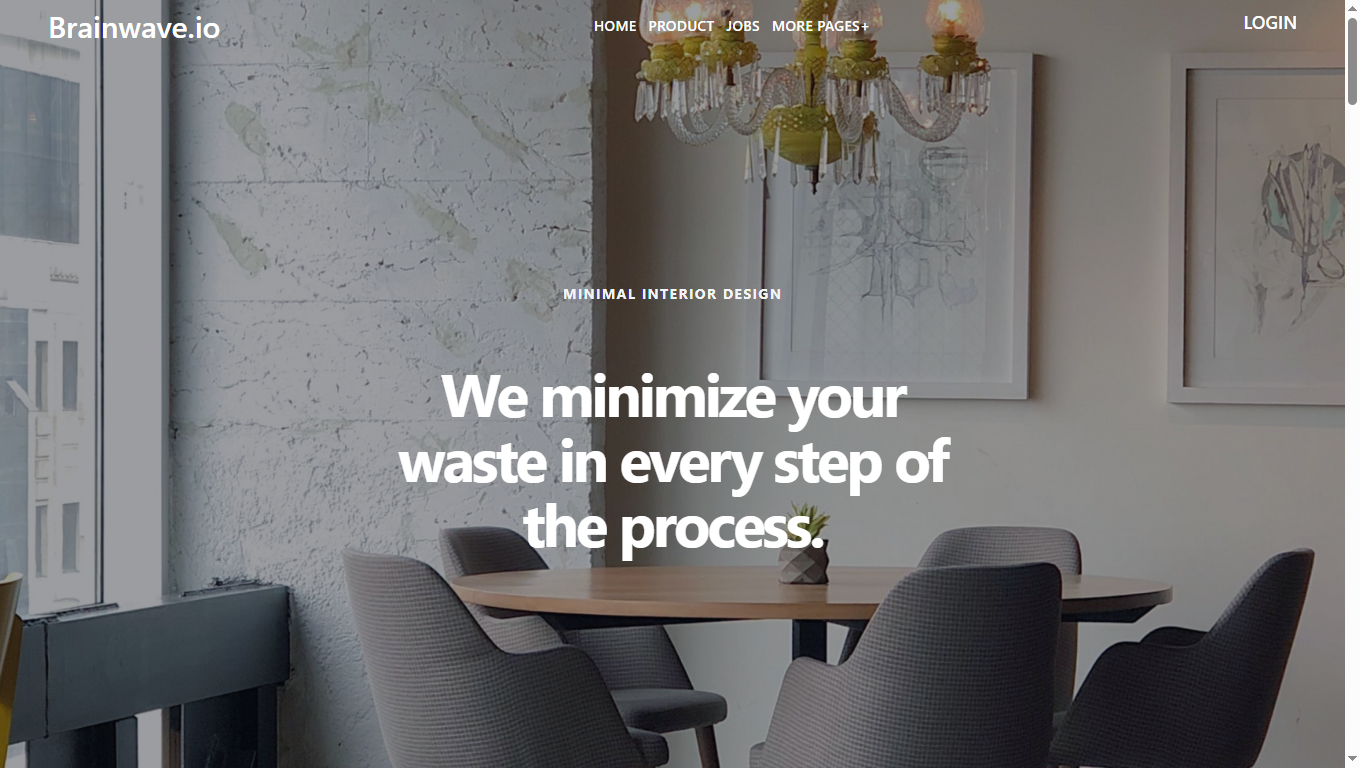 Brainwave.io
HOME PRODUCT JOBS MORE PAGES+
LOGIN
MINIMAL INTERIOR DESIGN
We minimize your
waste in every step of
the process.